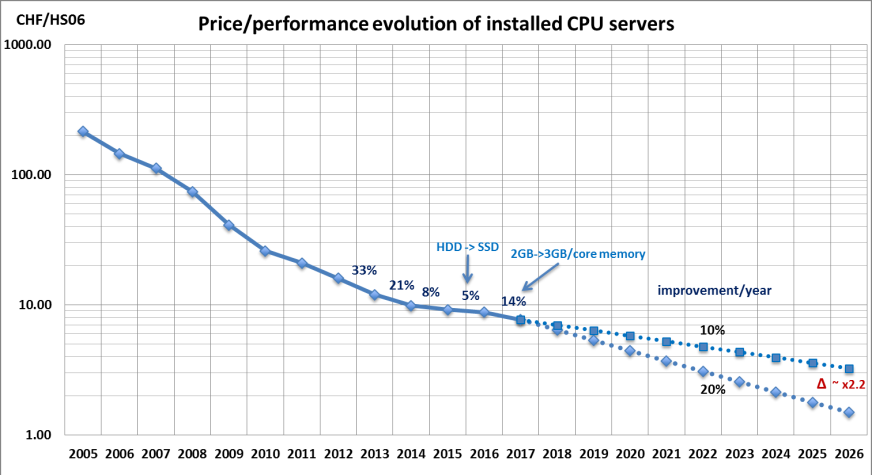 CHF/HS06
Price/performance evolution of installed CPU servers
1000.00
100.00
10.00
1.00
33%
21%
8%
HDD -> SSD
5%
2GB->3GB/core memory
14%
improvement/year
10%
20%
Δ ~ x2.2
2005 2006 2007 2008 2009 2010 2011 2012 2013 2014 2015 2016 2017 2018 2019 2020 2021 2022 2023 2024 2025 2026